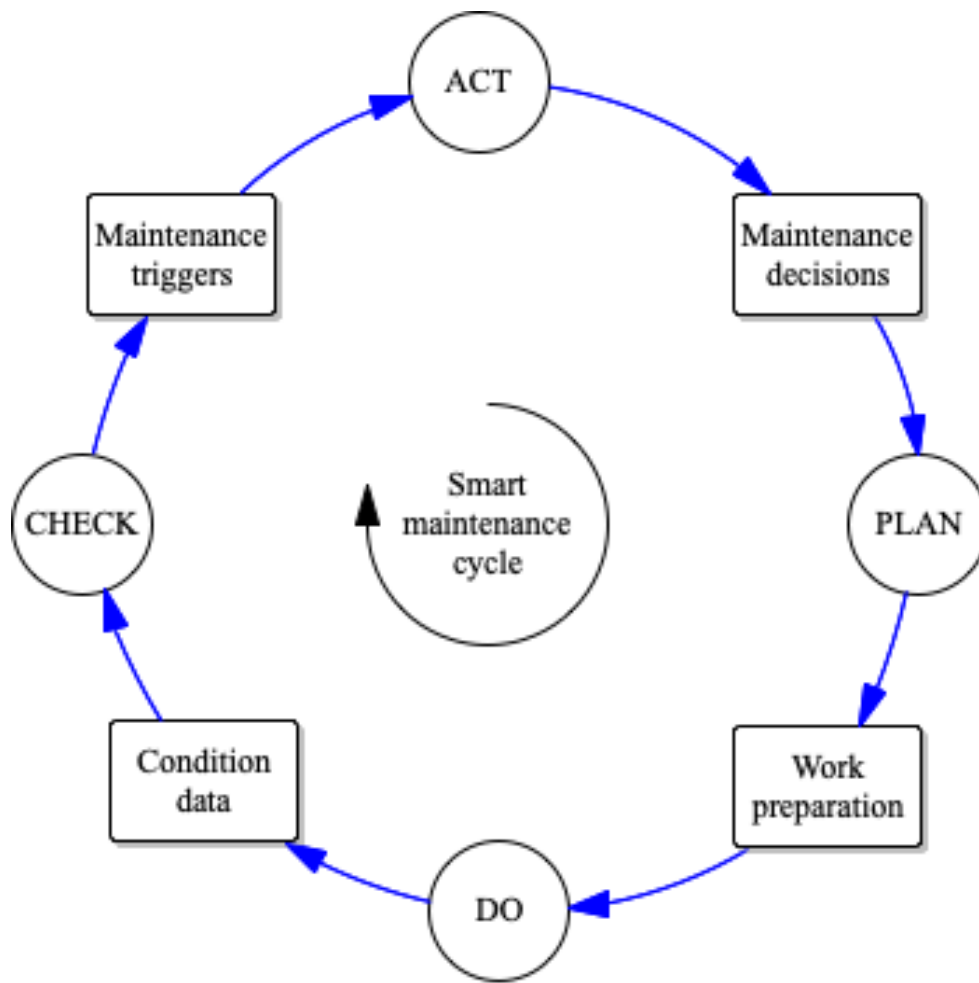 ACT
Maintenance
triggers
Maintenance
decisions
Smart
maintenance
cycle
CHECK
PLAN
Condition
data
Work
preparation
DO